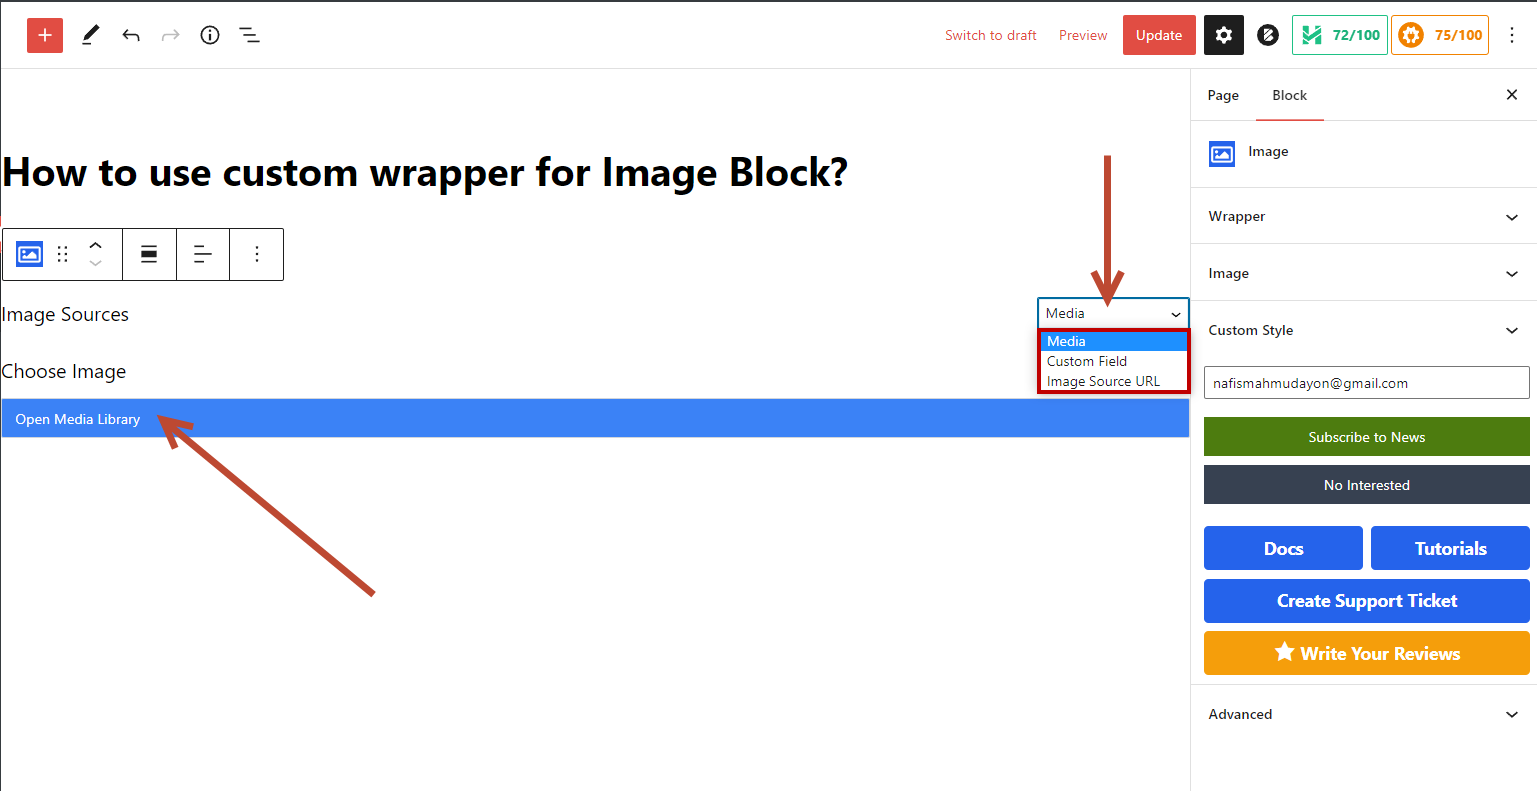 Switch to draft Preview Update 72/100 75/100
Page Block
Image
How to use custom wrapper for Image Block?
Wrapper
Image
Image Sources
Media
Media
Custom Field
Image Source URL
Choose Image
Open Media Library
Custom Style
nafismahmudayon@gmail.com
Subscribe to News
No Interested
Docs Tutorials
Create Support Ticket
Write Your Reviews
Advanced